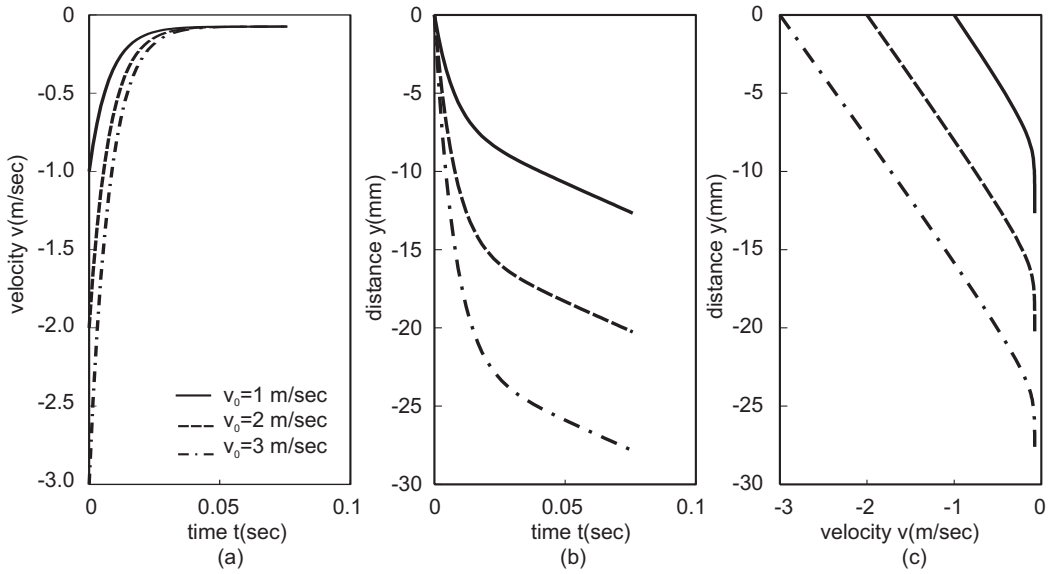 0
-0.5
-1.0
-1.5
-2.0
-2.5
-3.0
velocity v(m/sec)
v₀=1 m/sec
v₀=2 m/sec
v₀=3 m/sec
0
0.05
0.1
time t(sec)
(a)
0
-5
-10
-15
-20
-25
-30
distance y(mm)
0
0.05
0.1
time t(sec)
(b)
0
-5
-10
-15
-20
-25
-30
distance y(mm)
-3
-2
-1
0
velocity v(m/sec)
(c)